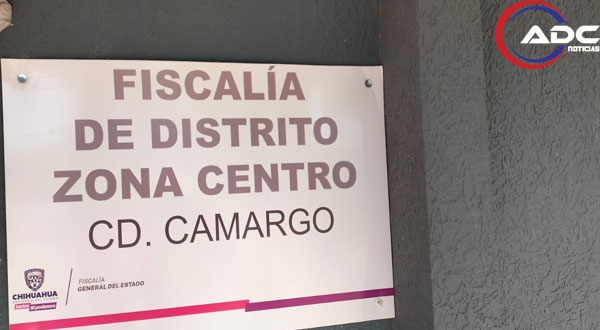 ADC
NOTICIAS
FISCALÍA
DE DISTRITO
ZONA CENTRO
CD. CAMARGO
CHIHUAHUA
FISCALÍA
GENERAL DEL ESTADO